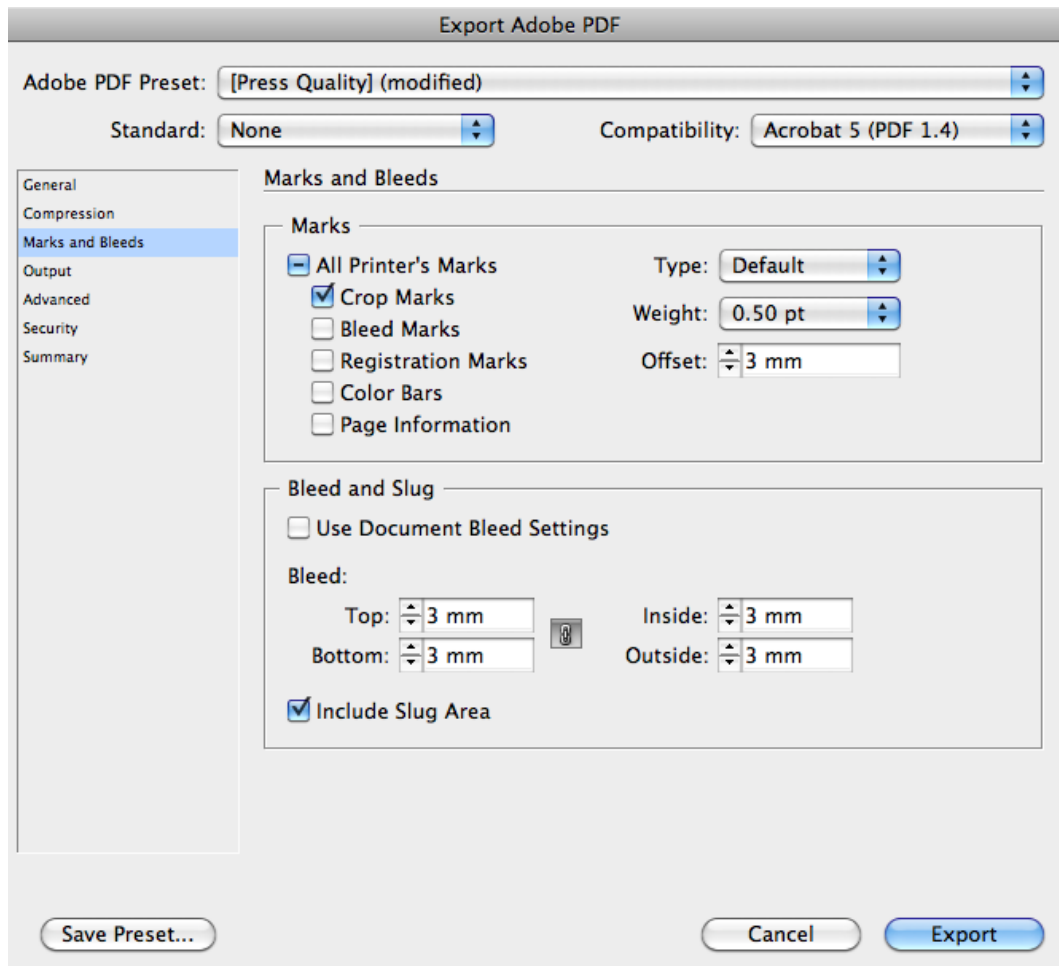 Export Adobe PDF
Adobe PDF Preset: [Press Quality] (modified)
Standard: None Compatibility: Acrobat 5 (PDF 1.4)
General
Compression
Marks and Bleeds
Output
Advanced
Security
Summary
Marks and Bleeds
Marks
All Printer's Marks
Crop Marks
Bleed Marks
Registration Marks
Color Bars
Page Information
Type: Default
Weight: 0.50 pt
Offset: 3 mm
Bleed and Slug
Use Document Bleed Settings
Bleed:
Top: 3 mm Inside: 3 mm
Bottom: 3 mm Outside: 3 mm
Include Slug Area
Save Preset... Cancel Export